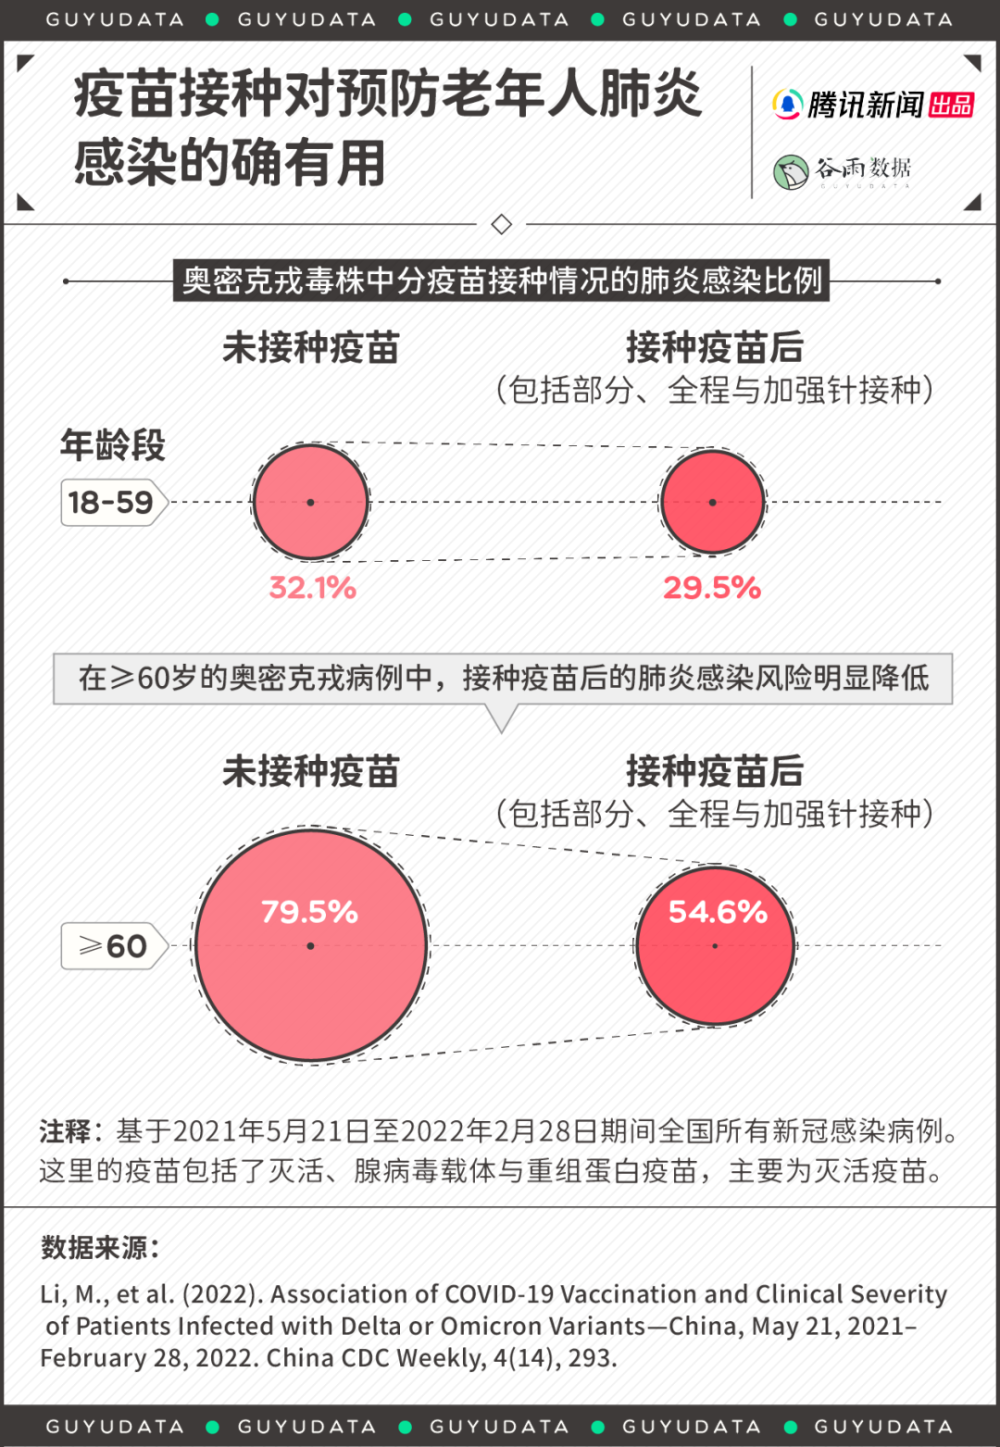 GUYUDATA GUYUDATA GUYUDATA GUYUDATA GUYUDATA
疫苗接种对预防老年人肺炎
感染的确有用
腾讯新闻 出品
谷雨数据
GUYUDATA
奥密克戎毒株中分疫苗接种情况的肺炎感染比例
未接种疫苗 接种疫苗后
（包括部分、全程与加强针接种）
年龄段
18-59
32.1% 29.5%
在≥60岁的奥密克戎病例中，接种疫苗后的肺炎感染风险明显降低
未接种疫苗 接种疫苗后
（包括部分、全程与加强针接种）
79.5% 54.6%
≥60
注释：基于2021年5月21日至2022年2月28日期间全国所有新冠感染病例。
这里的疫苗包括了灭活、腺病毒载体与重组蛋白疫苗，主要为灭活疫苗。
数据来源：
Li, M., et al. (2022). Association of COVID-19 Vaccination and Clinical Severity
of Patients Infected with Delta or Omicron Variants—China, May 21, 2021–
February 28, 2022. China CDC Weekly, 4(14), 293.
GUYUDATA GUYUDATA GUYUDATA GUYUDATA GUYUDATA